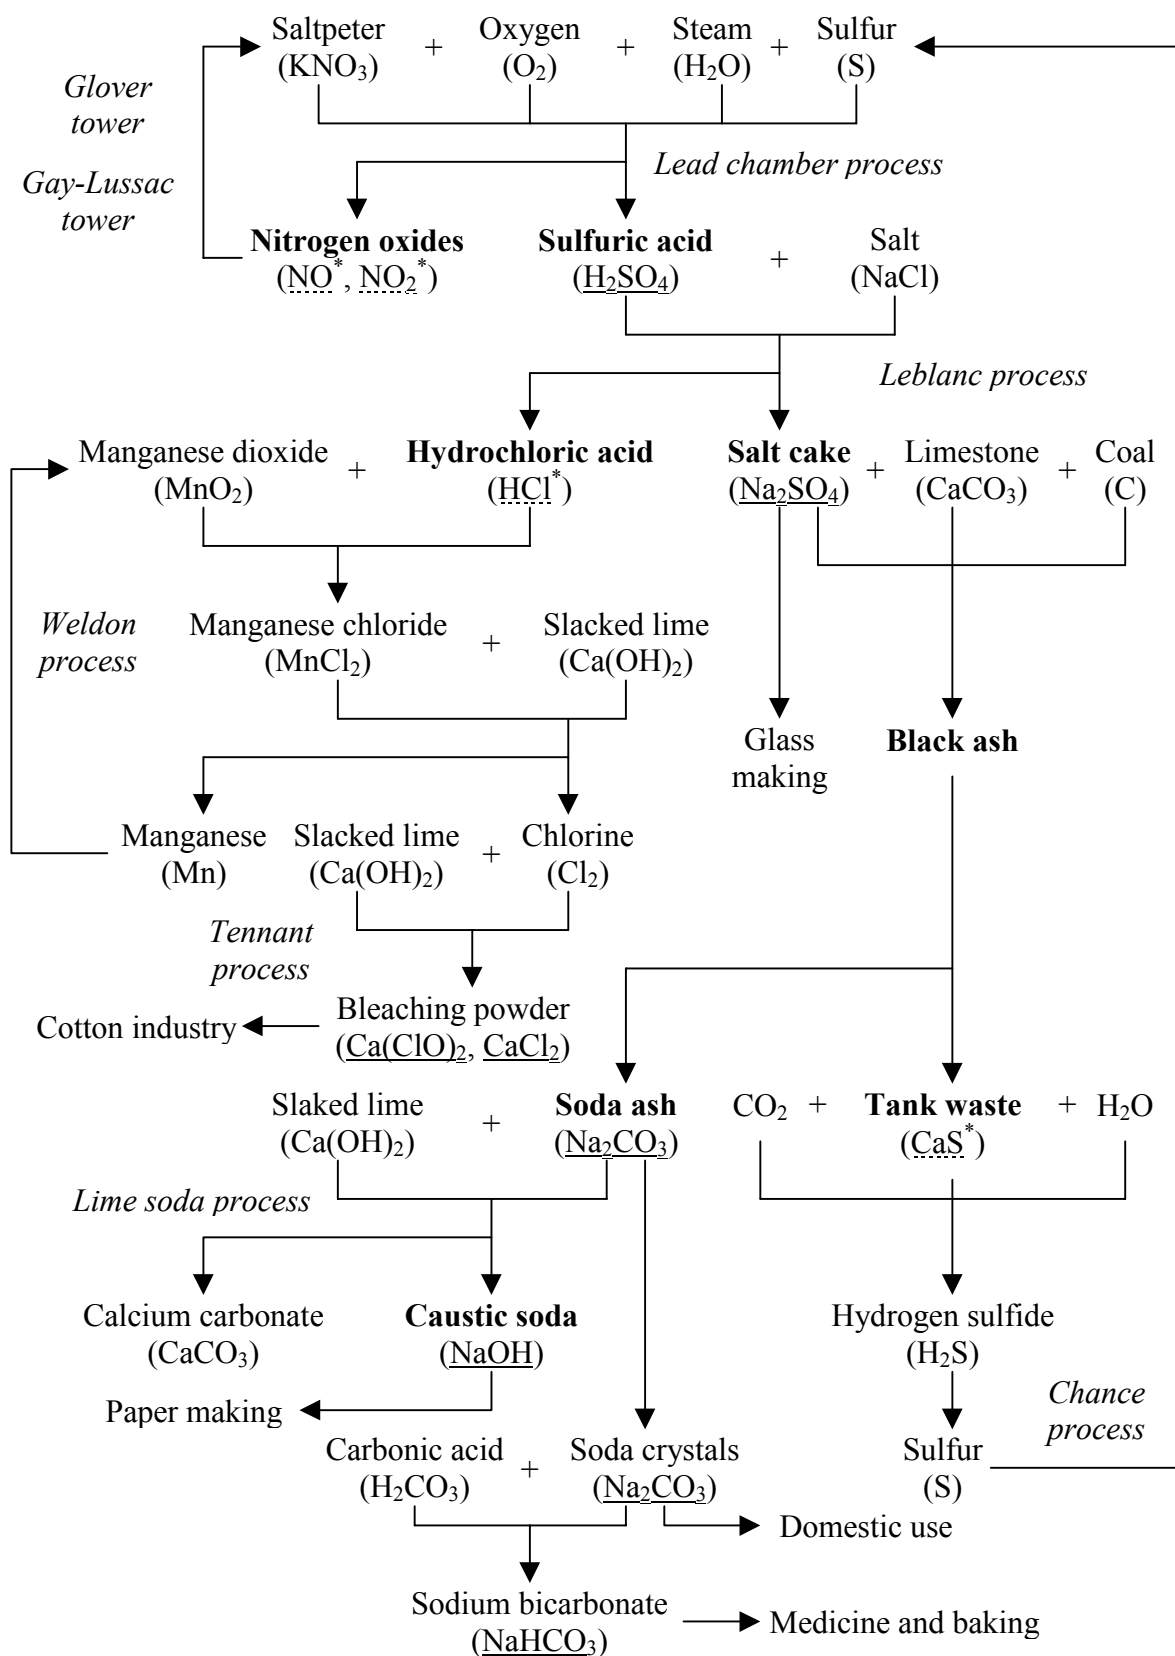 Saltpeter + Oxygen + Steam + Sulfur
(KNO₃) (O₂) (H₂O) (S)
Glover
tower
Gay-Lussac
tower
Lead chamber process
Nitrogen oxides Sulfuric acid + Salt
(NO*, NO₂*) (H₂SO₄) (NaCl)
Leblanc process
Manganese dioxide + Hydrochloric acid Salt cake + Limestone + Coal
(MnO₂) (HCl*) (Na₂SO₄) (CaCO₃) (C)
Weldon
process
Manganese chloride + Slacked lime
(MnCl₂) (Ca(OH)₂)
Glass
making
Black ash
Manganese Slacked lime + Chlorine
(Mn) (Ca(OH)₂) (Cl₂)
Tennant
process
Cotton industry
Bleaching powder
(Ca(ClO)₂, CaCl₂)
Slaked lime + Soda ash CO₂ + Tank waste + H₂O
(Ca(OH)₂) (Na₂CO₃) (CaS*)
Lime soda process
Calcium carbonate Caustic soda Hydrogen sulfide
(CaCO₃) (NaOH) (H₂S)
Paper making
Chance
process
Carbonic acid + Soda crystals Sulfur
(H₂CO₃) (Na₂CO₃) (S)
Domestic use
Sodium bicarbonate Medicine and baking
(NaHCO₃)